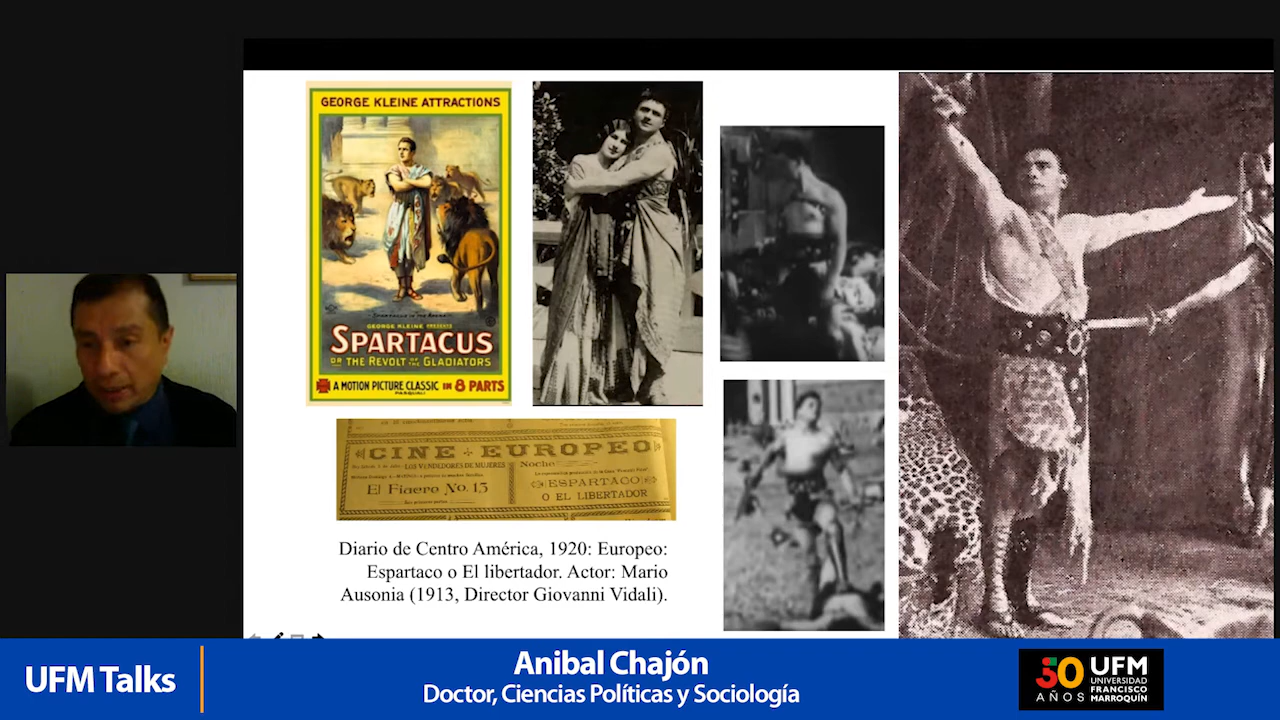 GEORGE KLEINE ATTRACTIONS
GEORGE KLEINE PRESENTS
SPARTACUS
OR THE REVOLT OF THE GLADIATORS
A MOTION PICTURE CLASSIC IN 8 PARTS
PASQUALI
CINE EUROPEO
LOS VENDEDORES DE MUJERES
El Fiacre No. 13
Noche
ESPARTACO
O EL LIBERTADOR
Diario de Centro América, 1920: Europeo:
Espartaco o El libertador. Actor: Mario
Ausonia (1913, Director Giovanni Vidali).
UFM Talks
Anibal Chajón
Doctor, Ciencias Políticas y Sociología
50
AÑOS
UFM
UNIVERSIDAD
FRANCISCO
MARROQUÍN